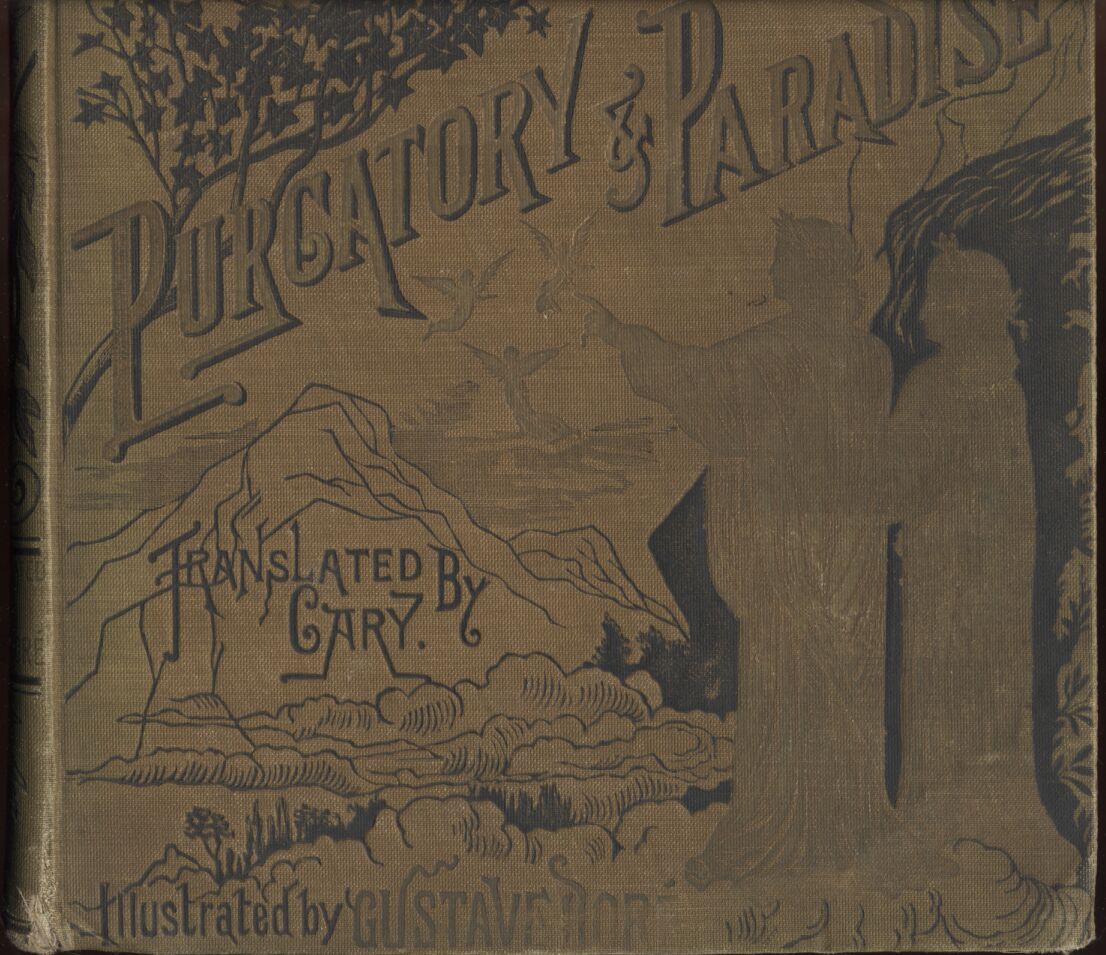 PURGATORY & PARADISE
TRANSLATED BY
CARY.
Illustrated by GUSTAVE DORÉ